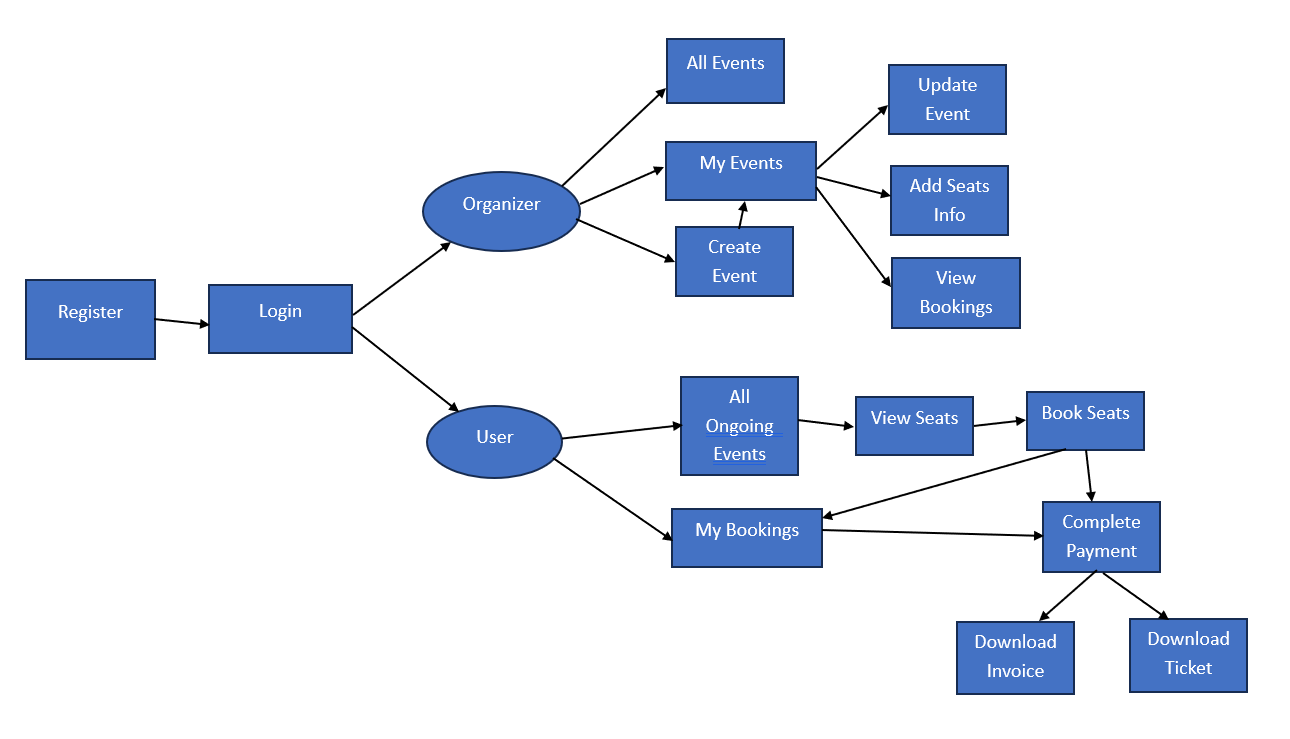 All Events
Update
Event
My Events
Add Seats
Info
Organizer
Create
Event
View
Bookings
Register
Login
All
Ongoing
Events
View Seats
Book Seats
User
My Bookings
Complete
Payment
Download
Invoice
Download
Ticket